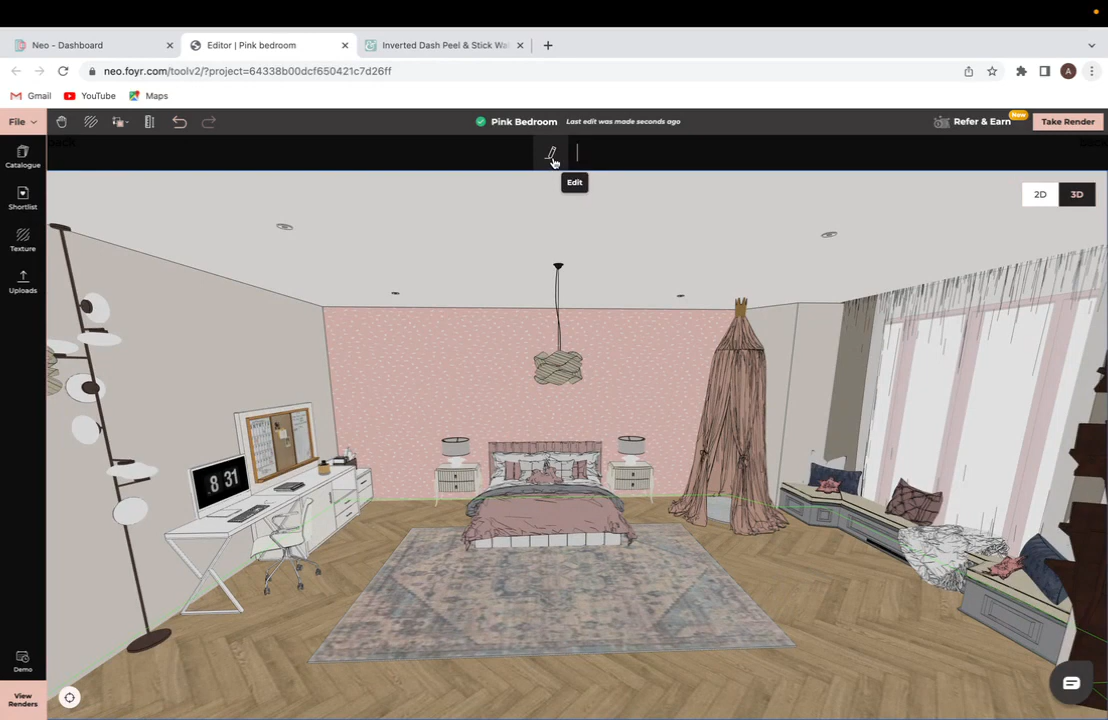 Neo - Dashboard
Editor | Pink bedroom
Inverted Dash Peel & Stick Wa
neo.foyr.com/toolv2/?project=64338b00dcf650421c7d26ff
A
Gmail
YouTube
Maps
File
Pink Bedroom
Last edit was made seconds ago
Refer & Earn
New
Take Render
Edit
2D
3D
Catalogue
Shortlist
Texture
Uploads
8 31
Demo
View
Renders